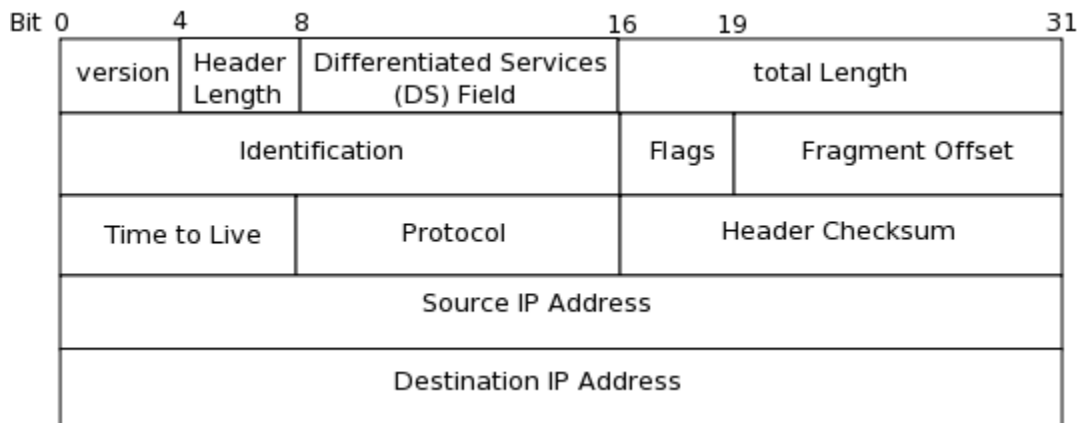 Bit 0 4 8 16 19 31
version Header Length Differentiated Services (DS) Field total Length
Identification Flags Fragment Offset
Time to Live Protocol Header Checksum
Source IP Address
Destination IP Address